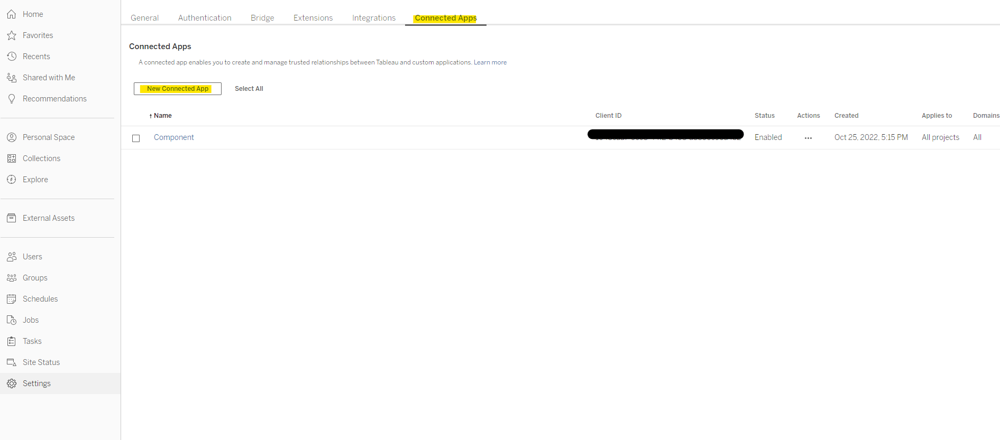 Home
Favorites
Recents
Shared with Me
Recommendations
Personal Space
Collections
Explore
External Assets
Users
Groups
Schedules
Jobs
Tasks
Site Status
Settings
General Authentication Bridge Extensions Integrations Connected Apps
Connected Apps
A connected app enables you to create and manage trusted relationships between Tableau and custom applications. Learn more
New Connected App Select All
↑ Name Client ID Status Actions Created Applies to Domains
Component Enabled ••• Oct 25, 2022, 5:15 PM All projects All